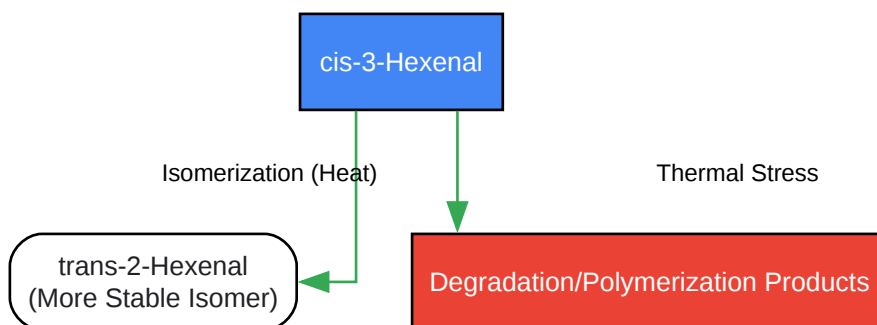 cis-3-Hexenal
Isomerization (Heat)
Thermal Stress
trans-2-Hexenal
(More Stable Isomer)
Degradation/Polymerization Products